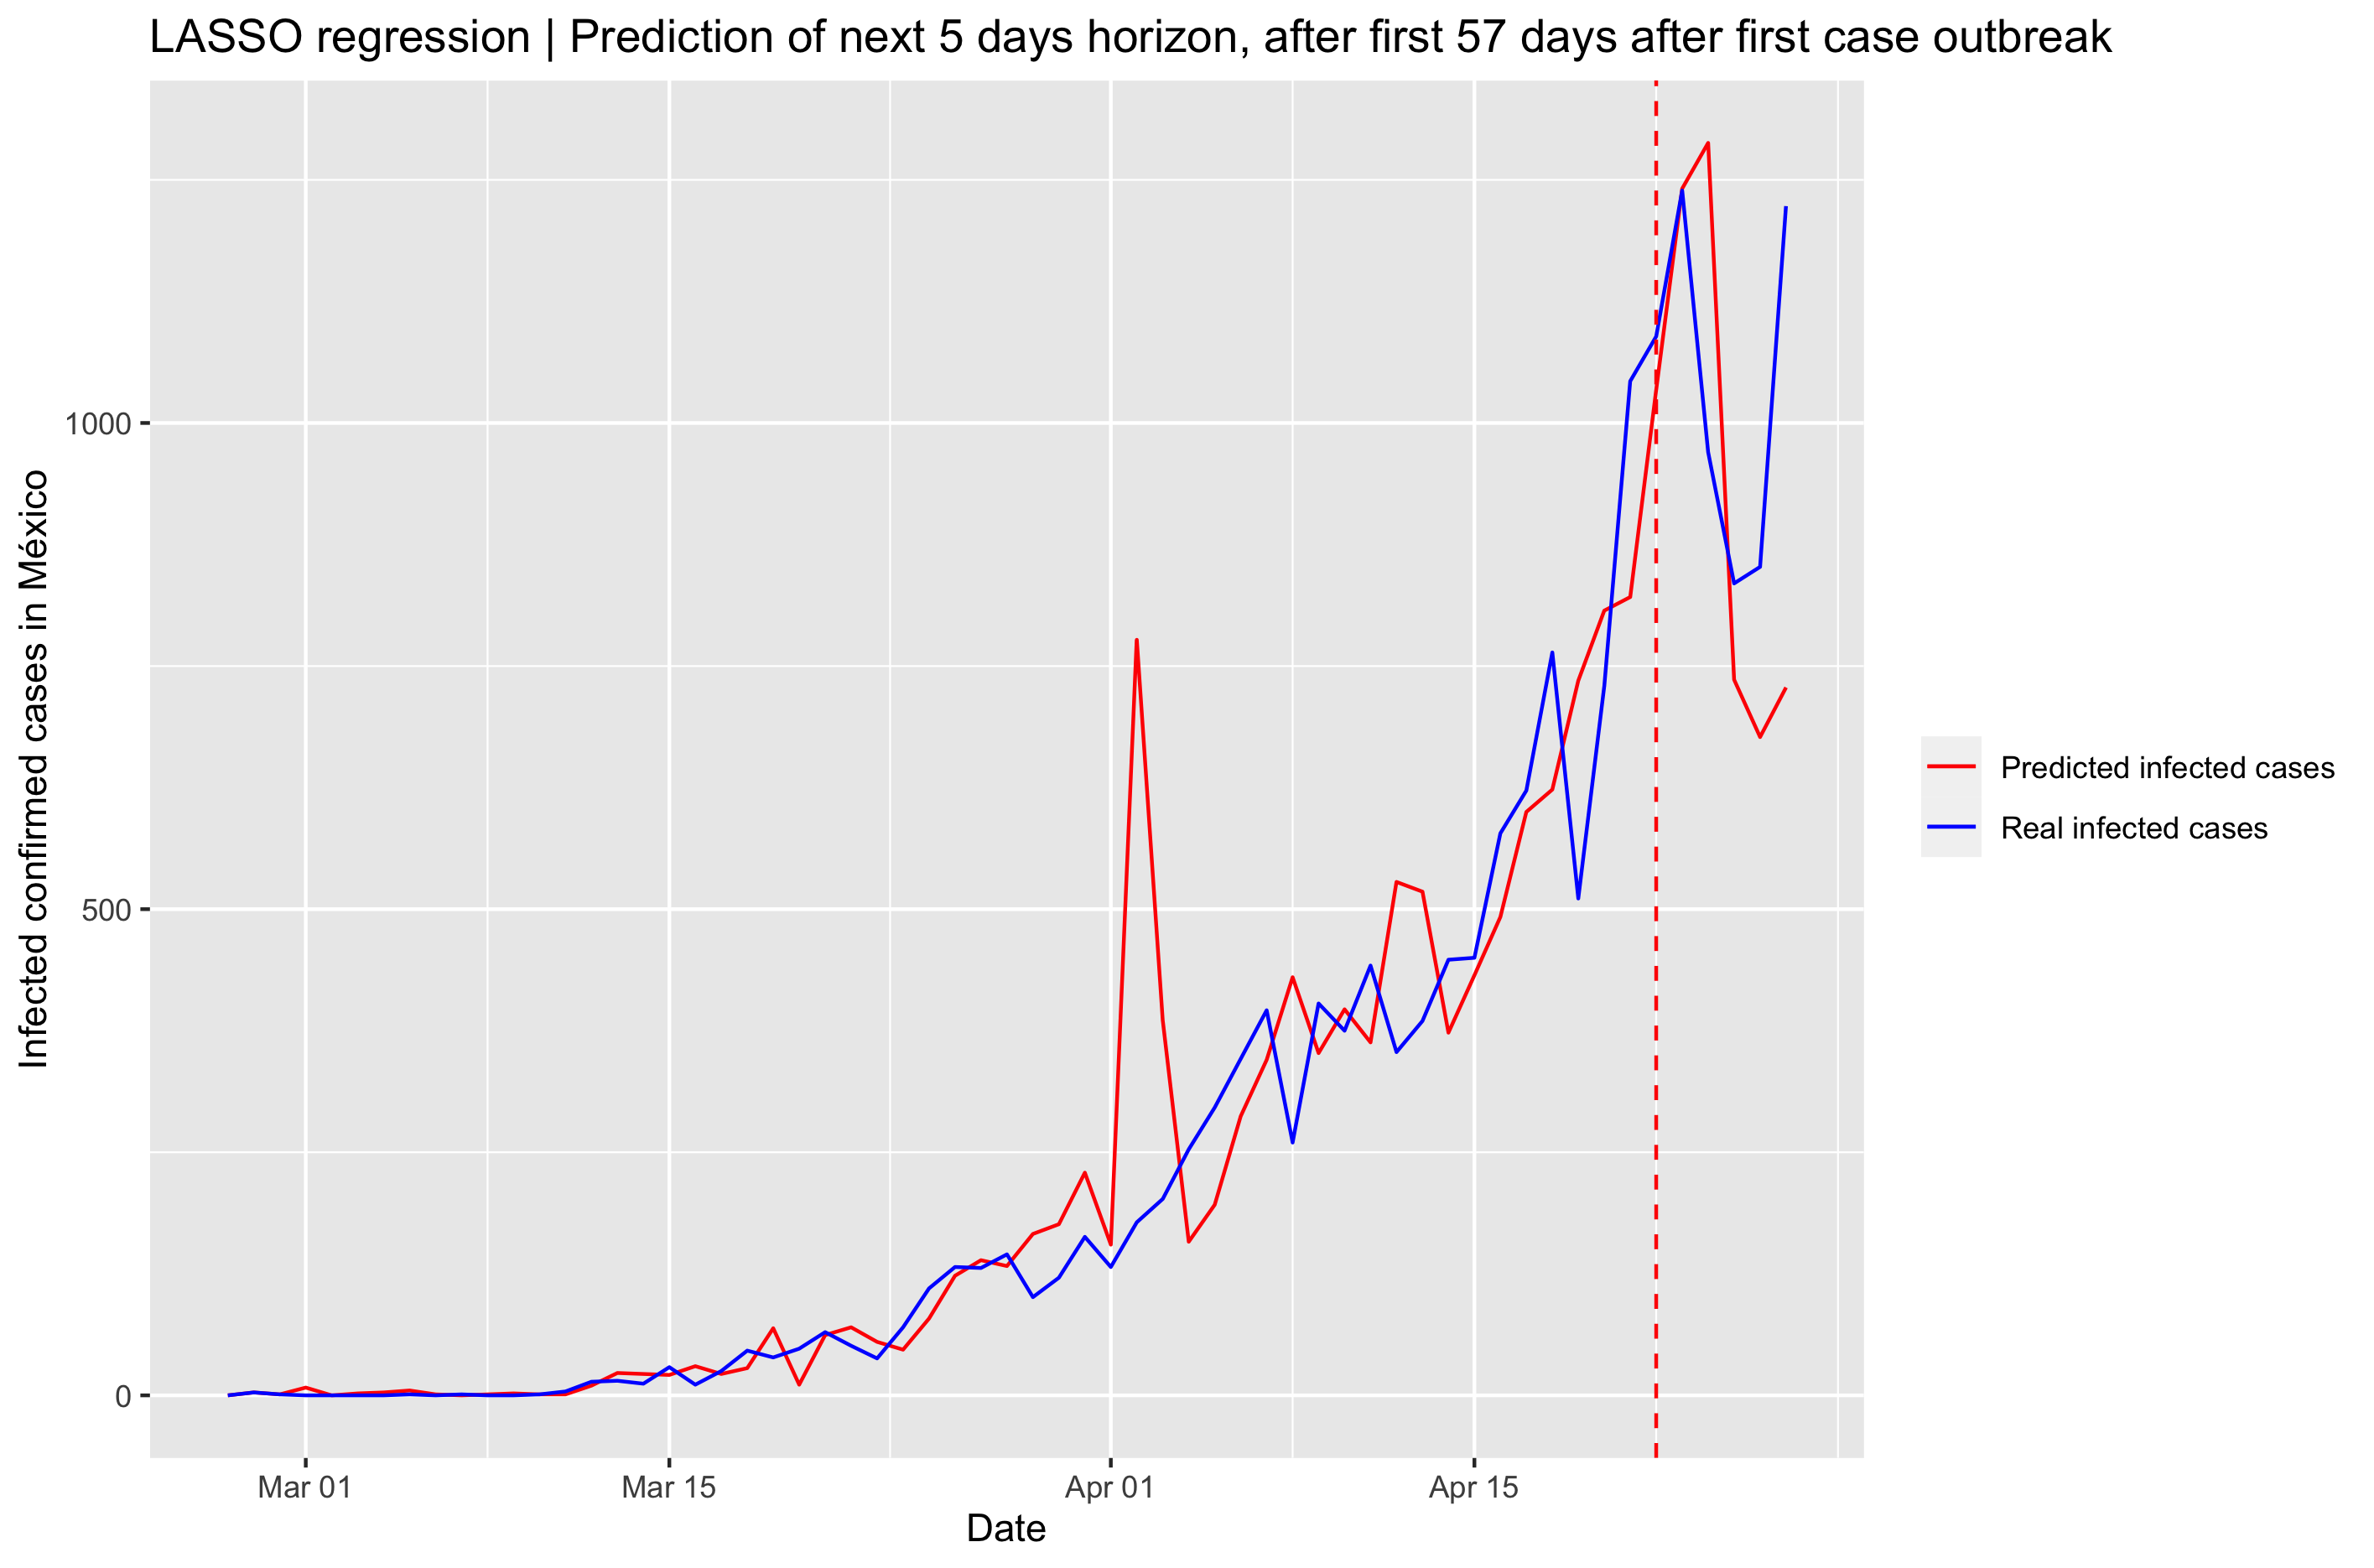 LASSO regression | Prediction of next 5 days horizon, after first 57 days after first case outbreak
Infected confirmed cases in México
1000
500
0
Mar 01
Mar 15
Apr 01
Apr 15
Date
Predicted infected cases
Real infected cases